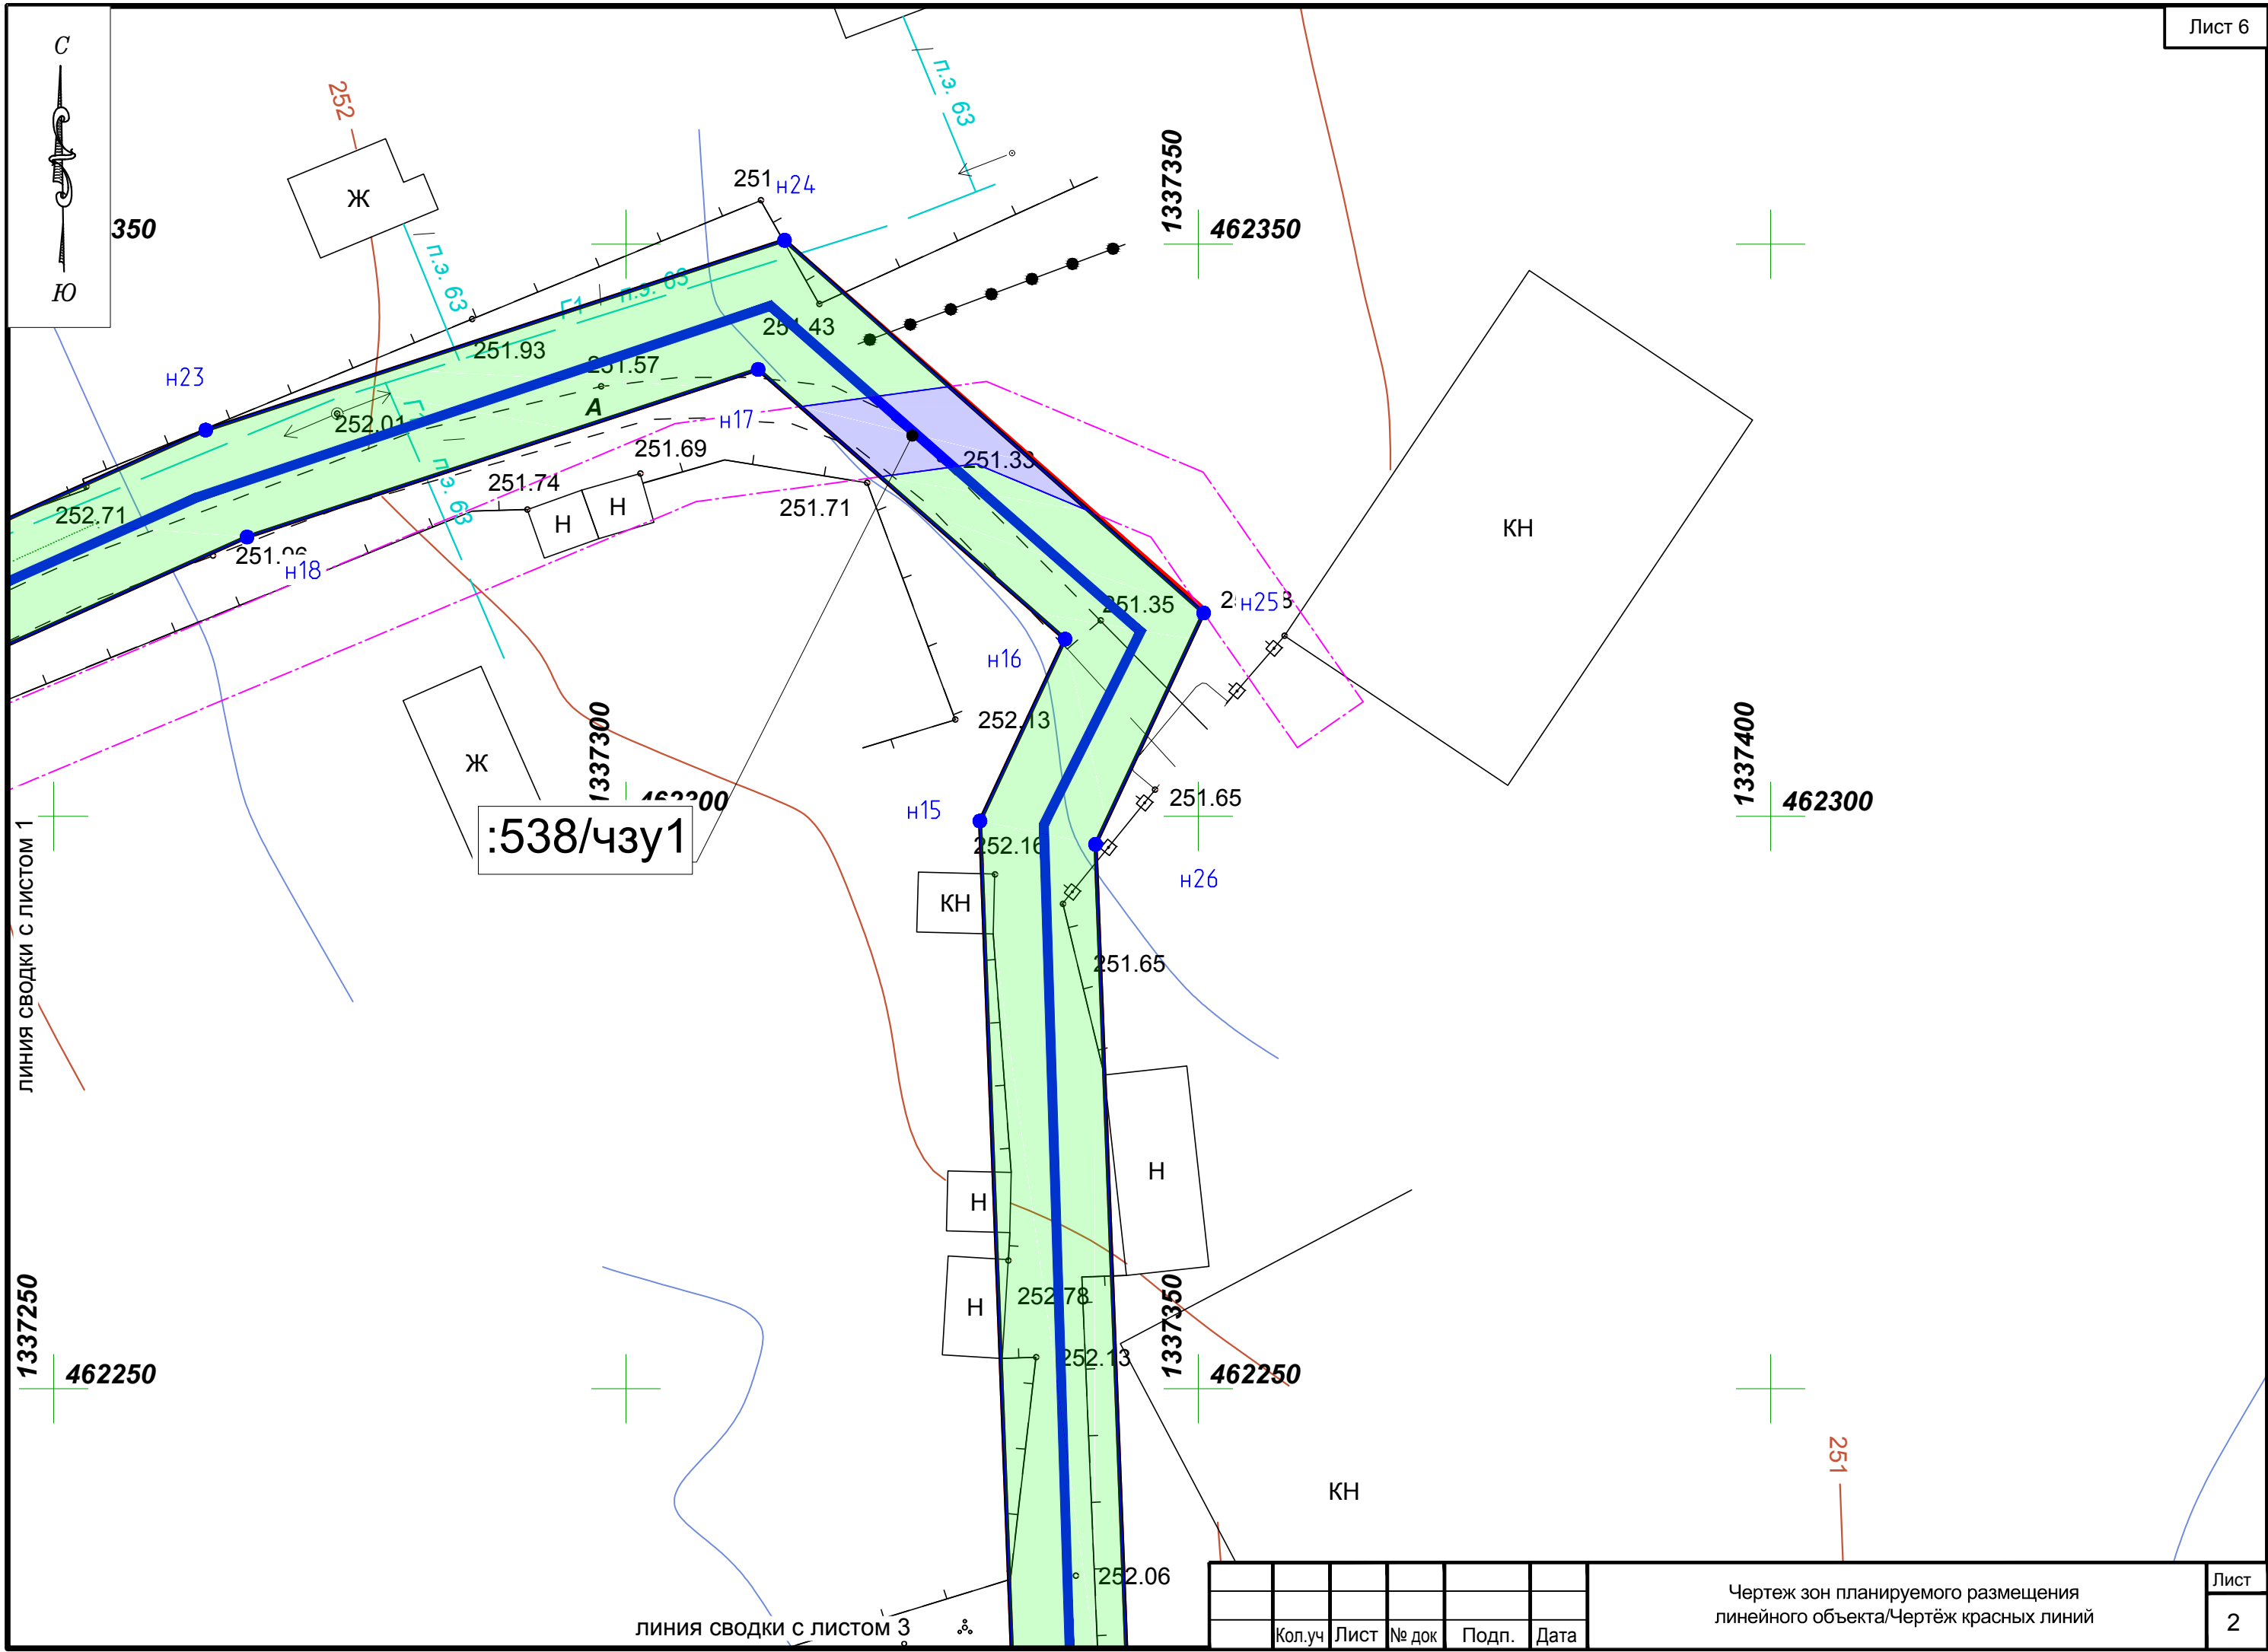 Лист 6
С
Ю
252
Ж
350
п.э. 63
251
н24
1337350
462350
п.э. 63
п.э. 63
Г1
251.43
251.93
251.57
н23
А
252.01
н17
251.69
251.33
п.э. 63
251.74
Н
Н
251.71
252.71
КН
н18
251.35
н25
н16
252.13
Ж
1337300
1337400
462300
251.65
н15
:538/чзу1
252.16
н26
КН
линия сводки с листом 1
251.65
Н
Н
Н
252.78
1337250
462250
1337350
462250
252.13
251
КН
252.06
линия сводки с листом 3
Кол.уч Лист № док Подп. Дата
Чертеж зон планируемого размещения
линейного объекта/Чертёж красных линий
Лист
2